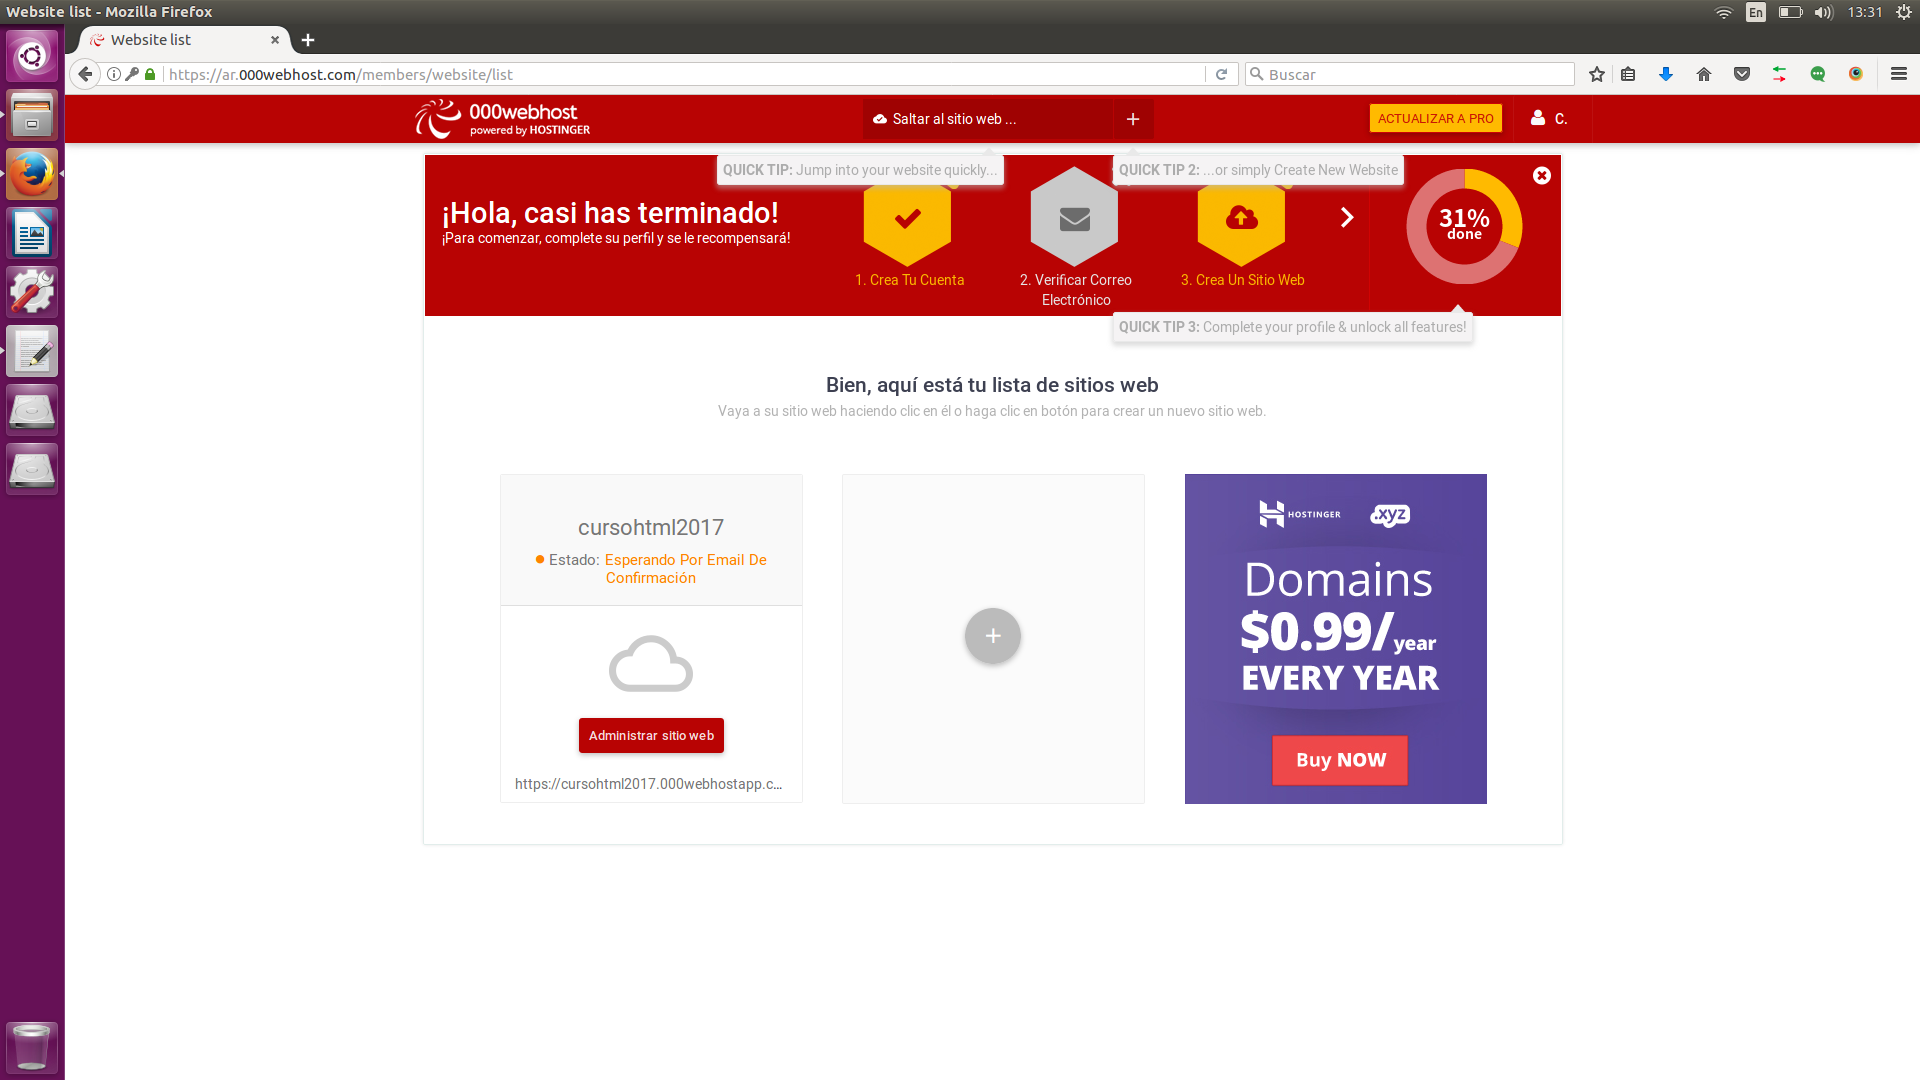 Website list - Mozilla Firefox
En
13:31
Website list
https://ar.000webhost.com/members/website/list
Buscar
000webhost
powered by HOSTINGER
Saltar al sitio web ...
ACTUALIZAR A PRO
C.
QUICK TIP: Jump into your website quickly...
QUICK TIP 2: ...or simply Create New Website
¡Hola, casi has terminado!
¡Para comenzar, complete su perfil y se le recompensará!
1. Crea Tu Cuenta
2. Verificar Correo
Electrónico
3. Crea Un Sitio Web
31%
done
QUICK TIP 3: Complete your profile & unlock all features!
Bien, aquí está tu lista de sitios web
Vaya a su sitio web haciendo clic en él o haga clic en botón para crear un nuevo sitio web.
cursohtml2017
Estado: Esperando Por Email De
Confirmación
Administrar sitio web
https://cursohtml2017.000webhostapp.c...
HOSTINGER
.xyz
Domains
$0.99/year
EVERY YEAR
Buy NOW